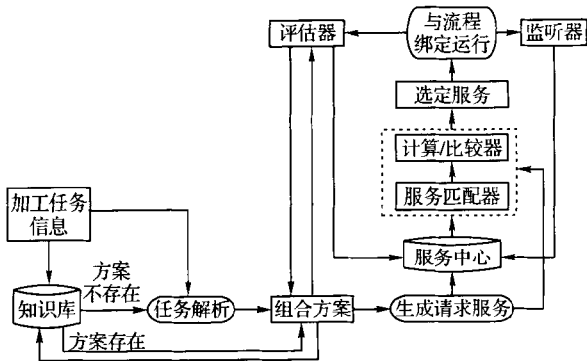 评估器
与流程
绑定运行
监听器
选定服务
计算/比较器
服务匹配器
加工任务
信息
服务中心
方案
不存在
知识库
任务解析
组合方案
生成请求服务
方案存在